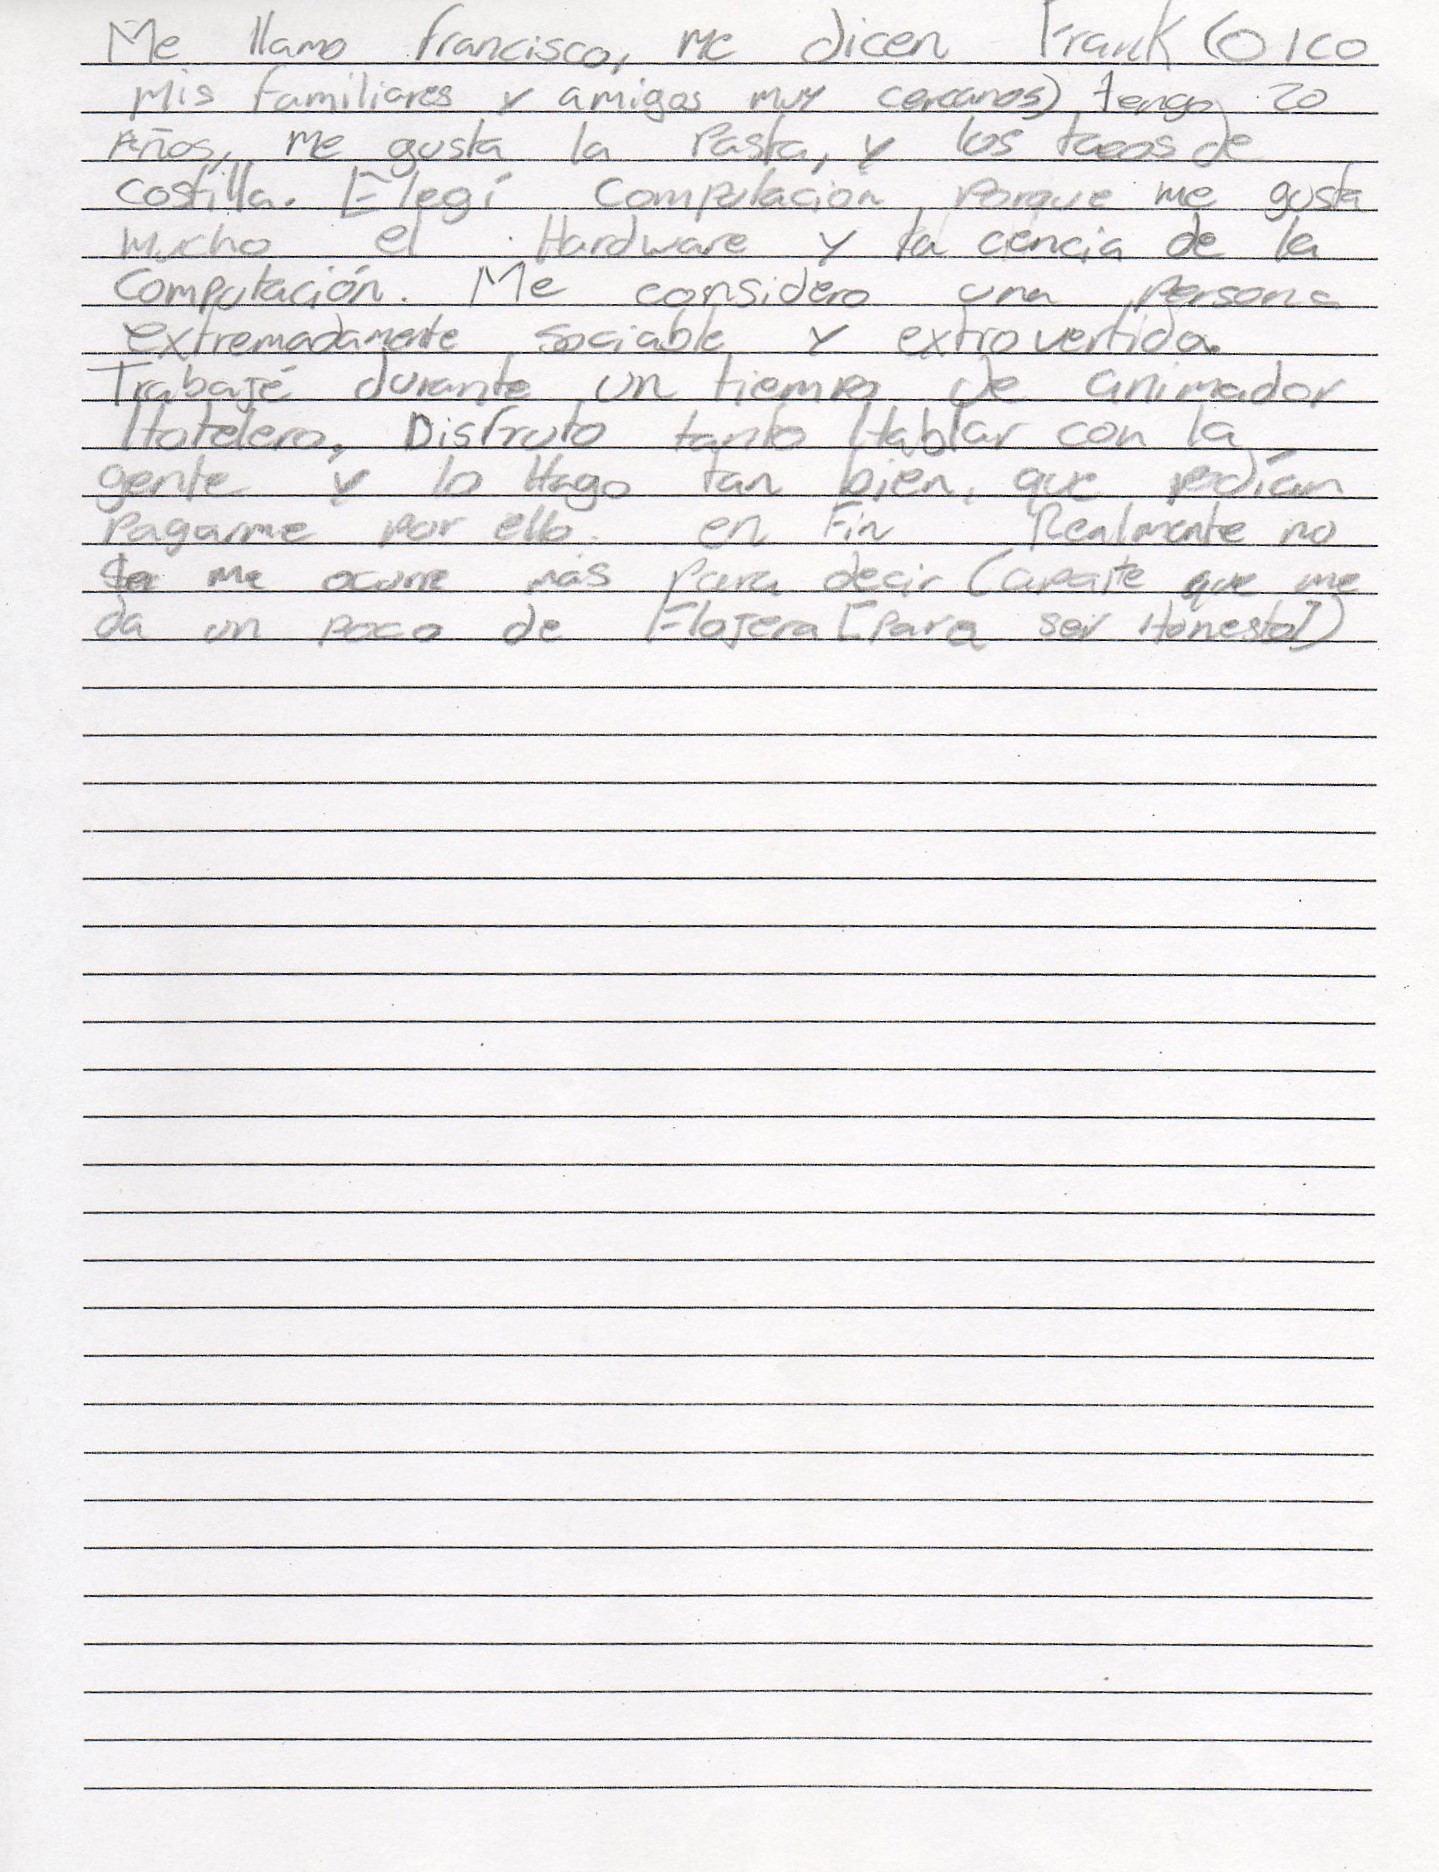 Me llamo francisco, me dicen Frank (o Ico
Mis familiares y amigos muy cercanos) tengo 20
Años, me gusta la Pasta, y los tacos de
costilla. Elegí Computación porque me gusta
mucho el Hardware y la cencia de la
Computación. Me considero una persona
extremadamente sociable y extrovertida.
Trabajé durante un tiempo de animador
Hotelero, Disfruto tanto Hablar con la
gente y lo Hago tan bien, que podían
Pagarme por ello. en Fin Realmente no
Se me ocurre más para decir (aparte que me
da un poco de Flojera [para ser Honesto])